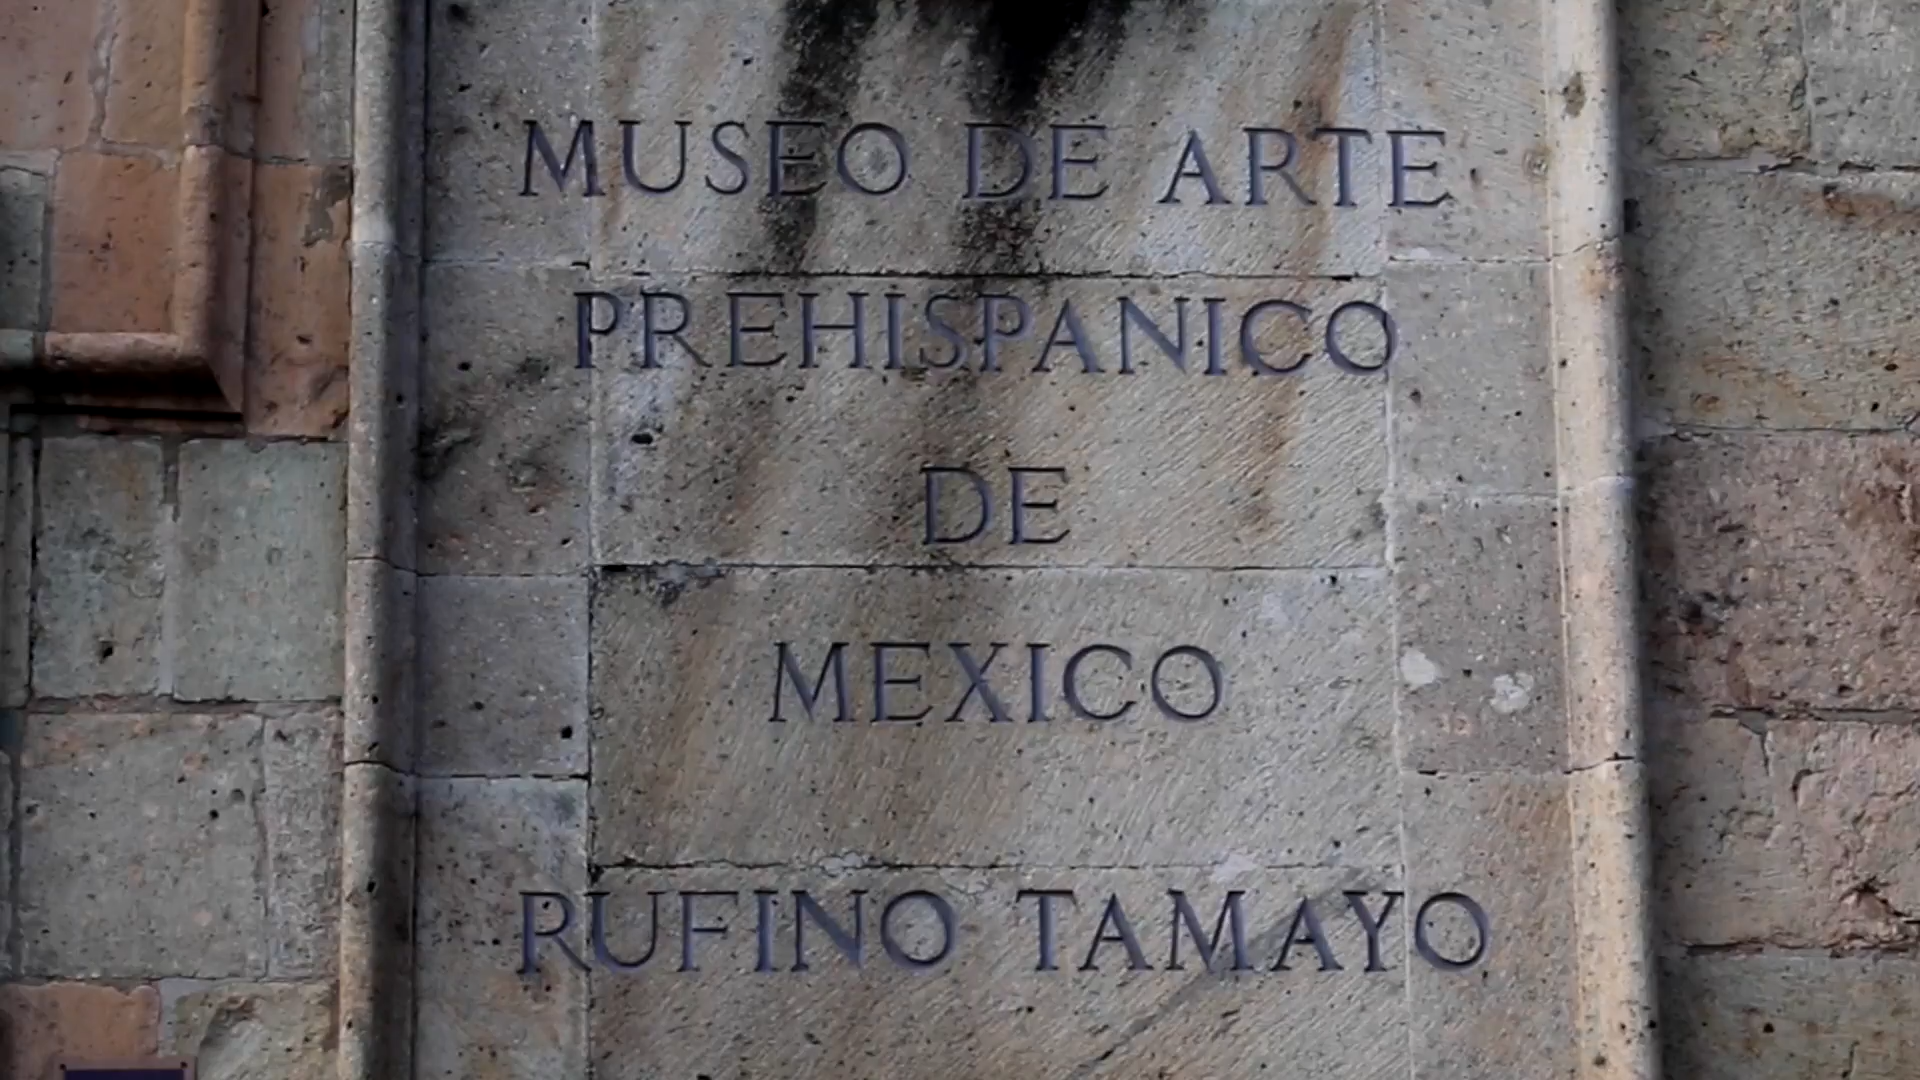 MUSEO DE ARTE
PREHISPANICO
DE
MEXICO
RUFINO TAMAYO